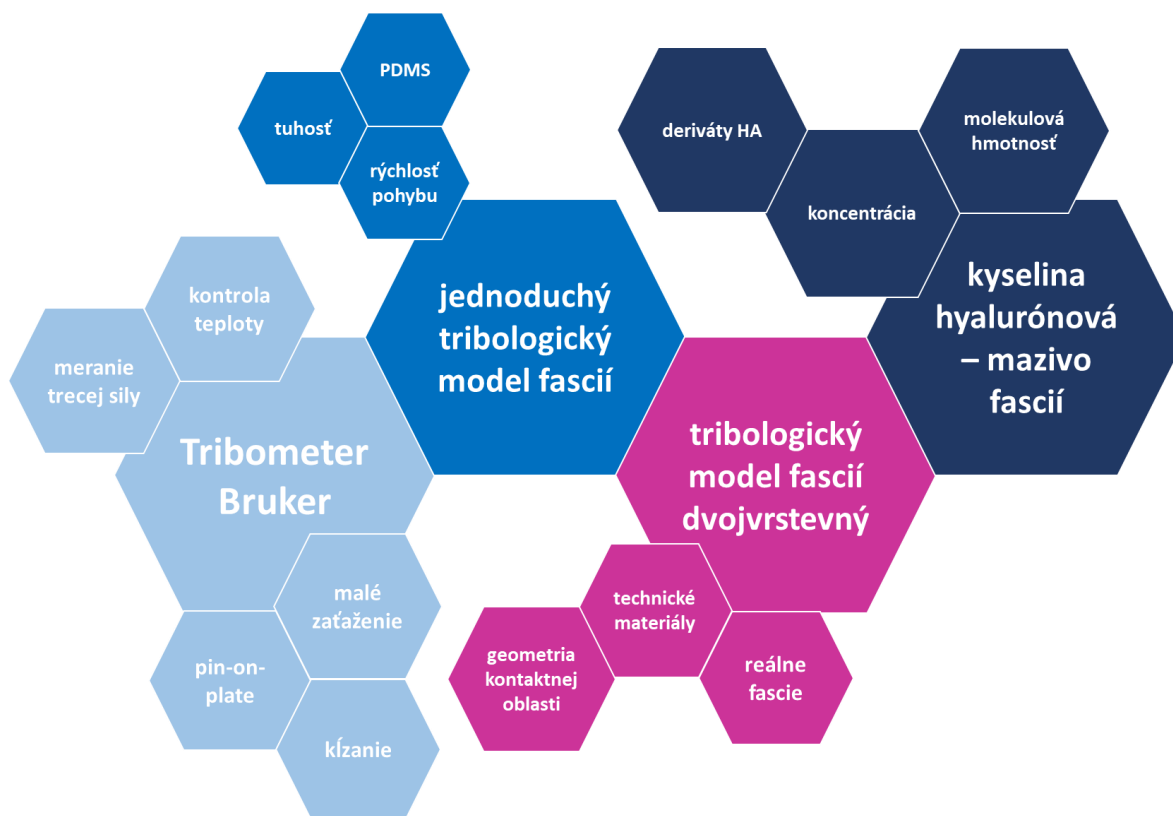 PDMS
tuhosť
rýchlosť
pohybu
deriváty HA
molekulová
hmotnosť
koncentrácia
kontrola
teploty
meranie
trecej sily
jednoduchý
tribologický
model fascií
kyselina
hyalurónová
– mazivo
fascií
Tribometer
Bruker
tribologický
model fascií
dvojvrstevný
malé
zaťaženie
pin-on-
plate
kĺzanie
technické
materiály
geometria
kontaktnej
oblasti
reálne
fascie